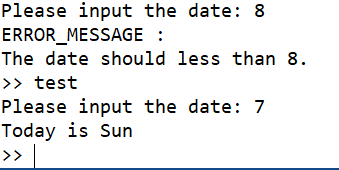 Please input the date: 8
ERROR_MESSAGE :
The date should less than 8.
>> test
Please input the date: 7
Today is Sun
>>